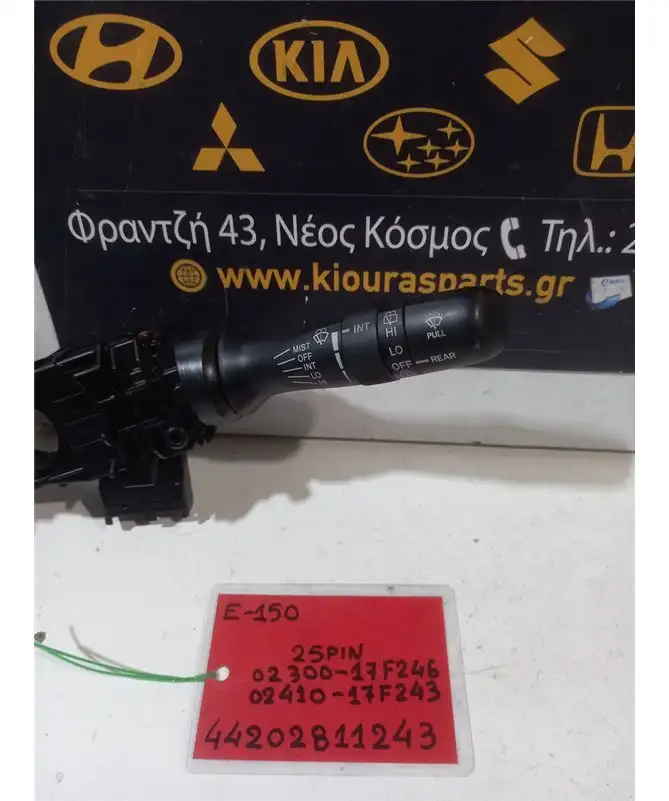 KIA
Φραντζή 43, Νέος Κόσμος Τηλ.: 2
www.kiourasparts.gr
INT
HI
PULL
MIST
OFF
INT
LO
HI
LO
OFF
REAR
E-150
25PIN
02300-17F246
02410-17F243
44202811243